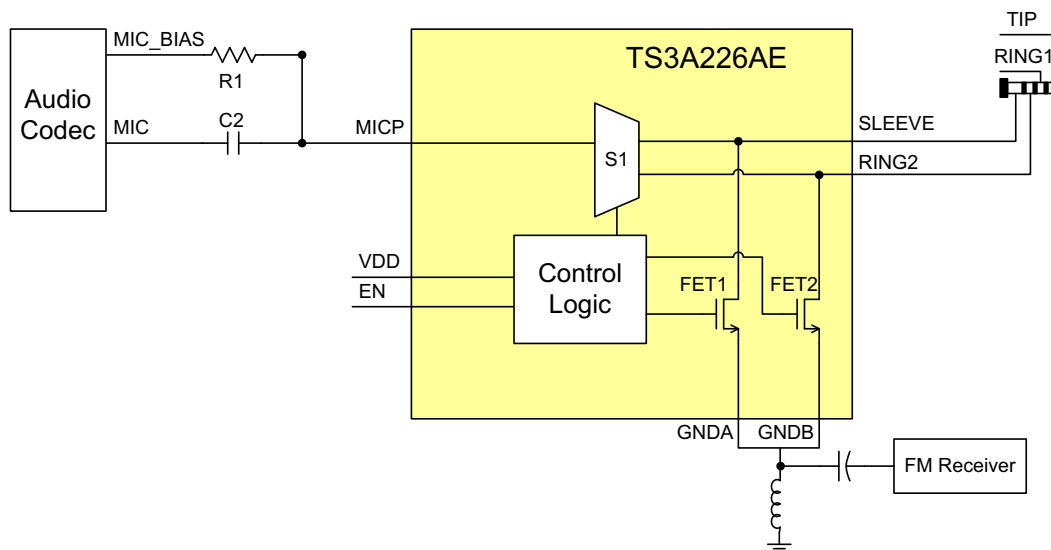 TIP
RING1
MIC_BIAS
R1
Audio
Codec
MIC
C2
MICP
TS3A226AE
SLEEVE
RING2
S1
VDD
EN
Control
Logic
FET1
FET2
GNDA
GNDB
FM Receiver